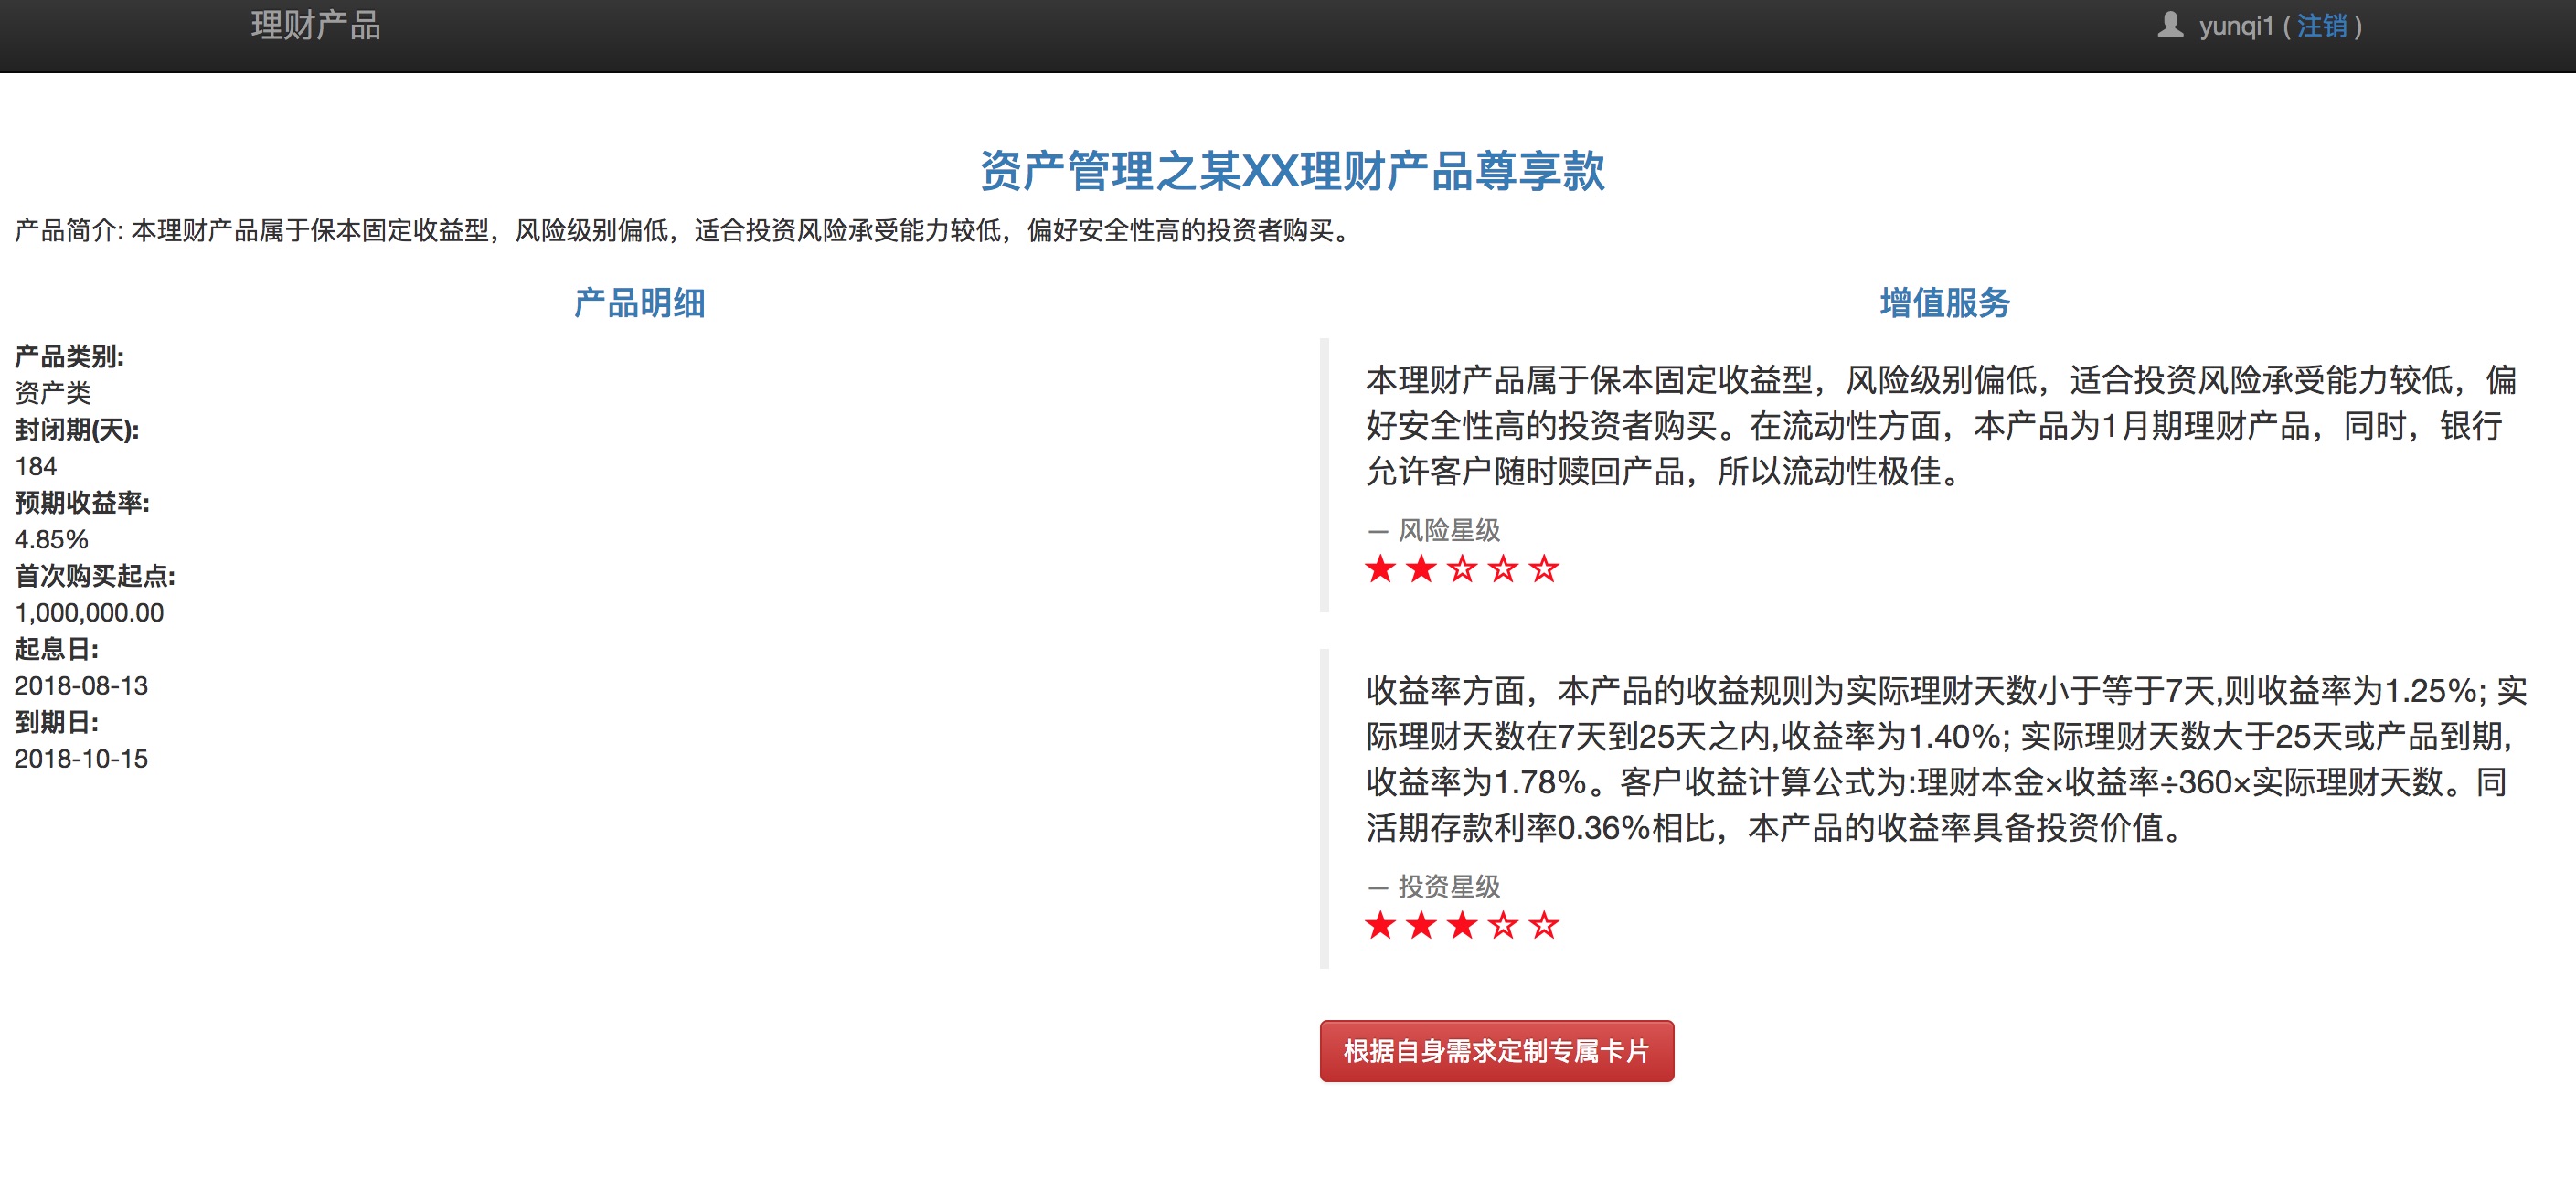 理财产品
yunqi1 ( 注销 )
资产管理之某XX理财产品尊享款
产品简介: 本理财产品属于保本固定收益型，风险级别偏低，适合投资风险承受能力较低，偏好安全性高的投资者购买。
产品明细
产品类别:
资产类
封闭期(天):
184
预期收益率:
4.85%
首次购买起点:
1,000,000.00
起息日:
2018-08-13
到期日:
2018-10-15
增值服务
本理财产品属于保本固定收益型，风险级别偏低，适合投资风险承受能力较低，偏
好安全性高的投资者购买。在流动性方面，本产品为1月期理财产品，同时，银行
允许客户随时赎回产品，所以流动性极佳。
— 风险星级
★★☆☆☆
收益率方面，本产品的收益规则为实际理财天数小于等于7天,则收益率为1.25%; 实
际理财天数在7天到25天之内,收益率为1.40%; 实际理财天数大于25天或产品到期,
收益率为1.78%。客户收益计算公式为:理财本金×收益率÷360×实际理财天数。同
活期存款利率0.36%相比，本产品的收益率具备投资价值。
— 投资星级
★★★☆☆
根据自身需求定制专属卡片